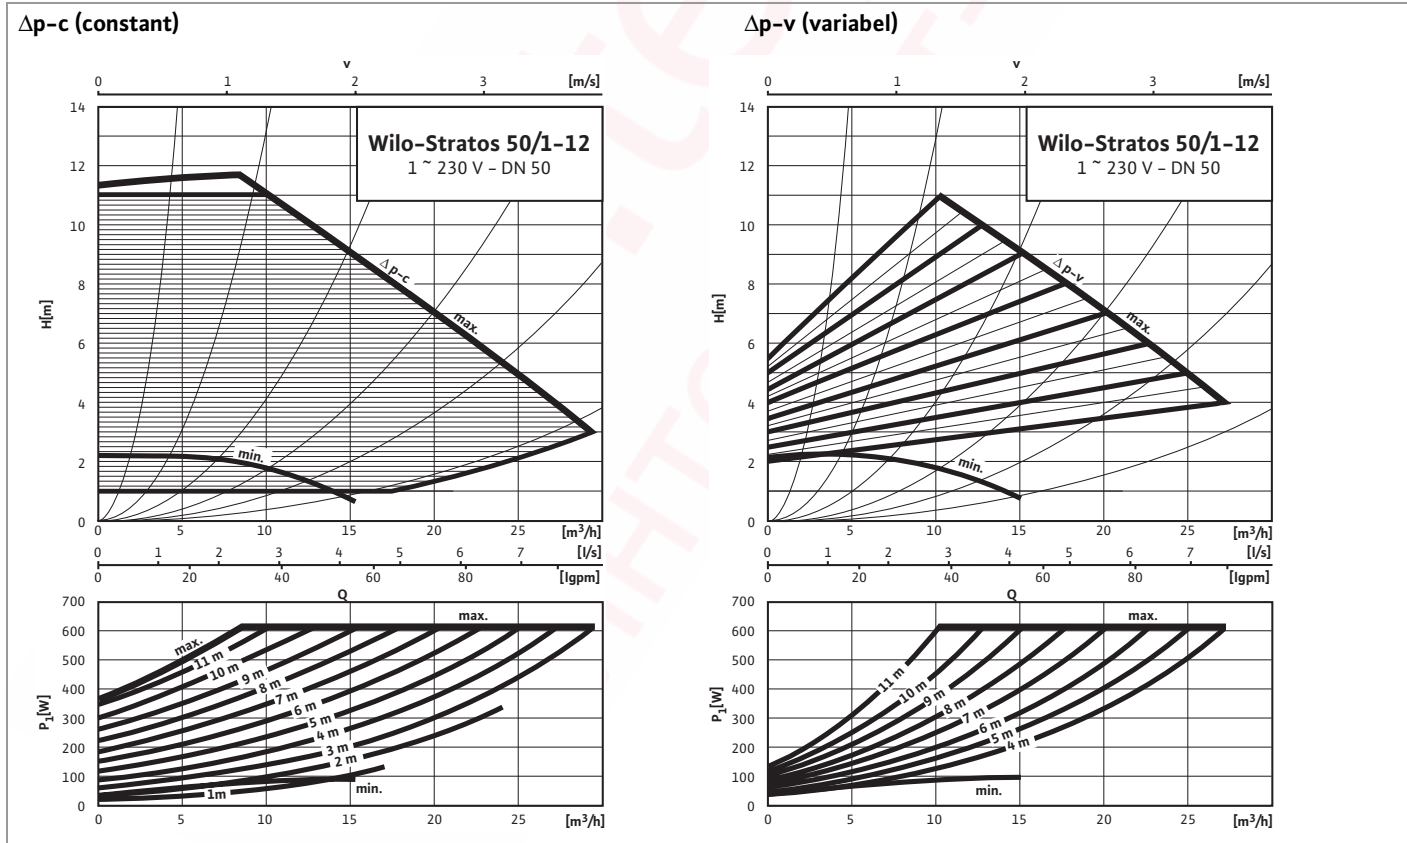 Δp-c (constant)
v
0 1 2 3 [m/s]
14
12
10
8
6
4
2
0
H[m]
Wilo-Stratos 50/1-12
1 ~ 230 V - DN 50
Δp-c
max.
min.
0 5 10 15 20 25 [m³/h]
0 1 2 3 4 5 6 7 [l/s]
0 20 40 60 80 [lgpm]
Q
700
600
500
400
300
200
100
0
P₁[W]
max.
max.
11 m
10 m
9 m
8 m
7 m
6 m
5 m
4 m
3 m
2 m
1m
min.
0 5 10 15 20 25 [m³/h]
Δp-v (variabel)
v
0 1 2 3 [m/s]
14
12
10
8
6
4
2
0
H[m]
Wilo-Stratos 50/1-12
1 ~ 230 V - DN 50
Δp-v
max.
min.
0 5 10 15 20 25 [m³/h]
0 1 2 3 4 5 6 7 [l/s]
0 20 40 60 80 [lgpm]
Q
700
600
500
400
300
200
100
0
P₁[W]
max.
11 m
10 m
9 m
8 m
7 m
6 m
5 m
4 m
min.
0 5 10 15 20 25 [m³/h]